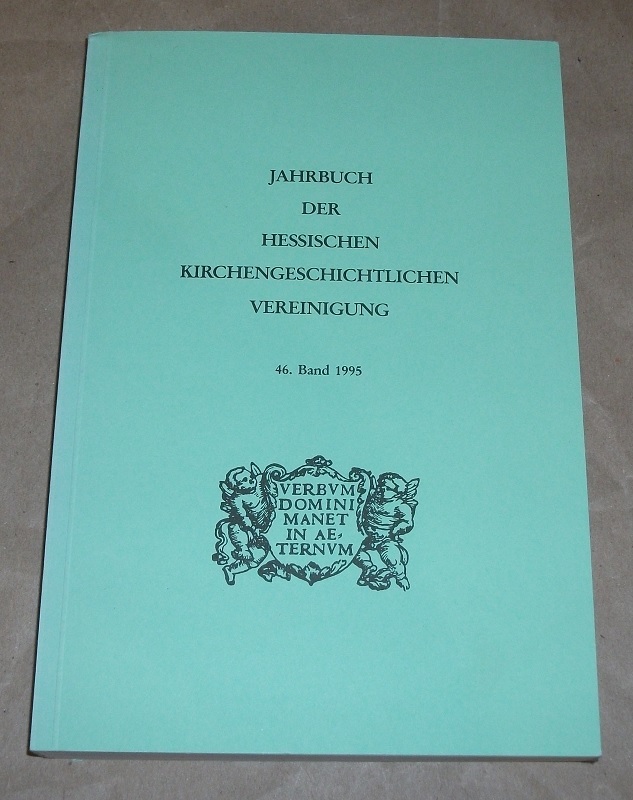 JAHRBUCH
DER
HESSISCHEN
KIRCHENGESCHICHTLICHEN
VEREINIGUNG
46. Band 1995
VERBVM
DOMINI
MANET
IN AE-
TERNVM